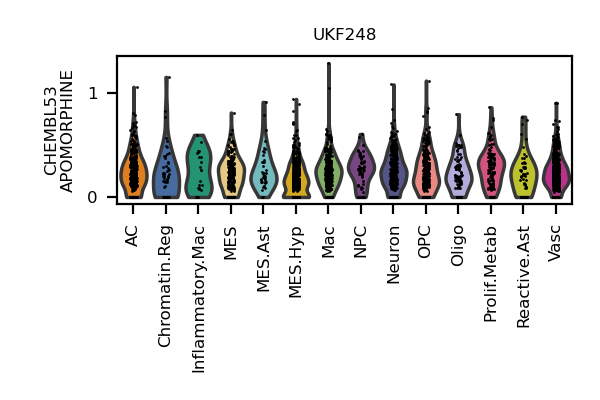 UKF248
CHEMBL53
APOMORPHINE
1
0
AC
Chromatin.Reg
Inflammatory.Mac
MES
MES.Ast
MES.Hyp
Mac
NPC
Neuron
OPC
Oligo
Prolif.Metab
Reactive.Ast
Vasc